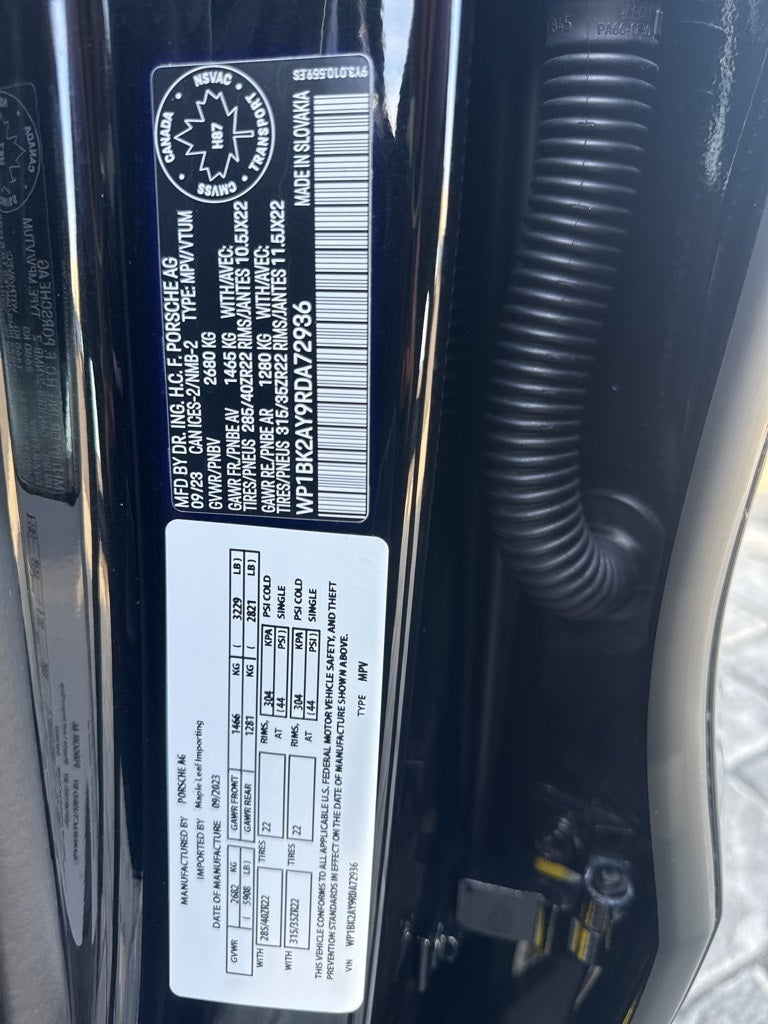 9Y3.010.559.ES
CANADA NSVAC TRANSPORT CMVSS
H87
MFD BY DR. ING. H.C. F. PORSCHE AG
09/23 CAN ICES-2/NMB-2 TYPE: MPV/VTUM
GVWR/PNBV 2680 KG
GAWR FR./PNBE AV 1465 KG WITH/AVEC:
TIRES/PNEUS 285/40ZR22 RIMS/JANTES 10.5JX22
GAWR RE./PNBE AR 1280 KG WITH/AVEC:
TIRES/PNEUS 315/35ZR22 RIMS/JANTES 11.5JX22
WP1BK2AY9RDA72936 MADE IN SLOVAKIA
MANUFACTURED BY PORSCHE AG
IMPORTED BY Maple Leaf Importing
DATE OF MANUFACTURE 09/2023
GVWR 2682 KG GAWR FRONT 1466 KG ( 3229 LB )
( 5908 LB ) GAWR REAR 1281 KG ( 2821 LB )
WITH 285/40ZR22 TIRES 22 RIMS, AT 304 KPA ( 44 PSI ) PSI COLD SINGLE
WITH 315/35ZR22 TIRES 22 RIMS, AT 304 KPA ( 44 PSI ) PSI COLD SINGLE
THIS VEHICLE CONFORMS TO ALL APPLICABLE U.S. FEDERAL MOTOR VEHICLE SAFETY, AND THEFT
PREVENTION STANDARDS IN EFFECT ON THE DATE OF MANUFACTURE SHOWN ABOVE.
VIN WP1BK2AY9RDA72936 TYPE MPV